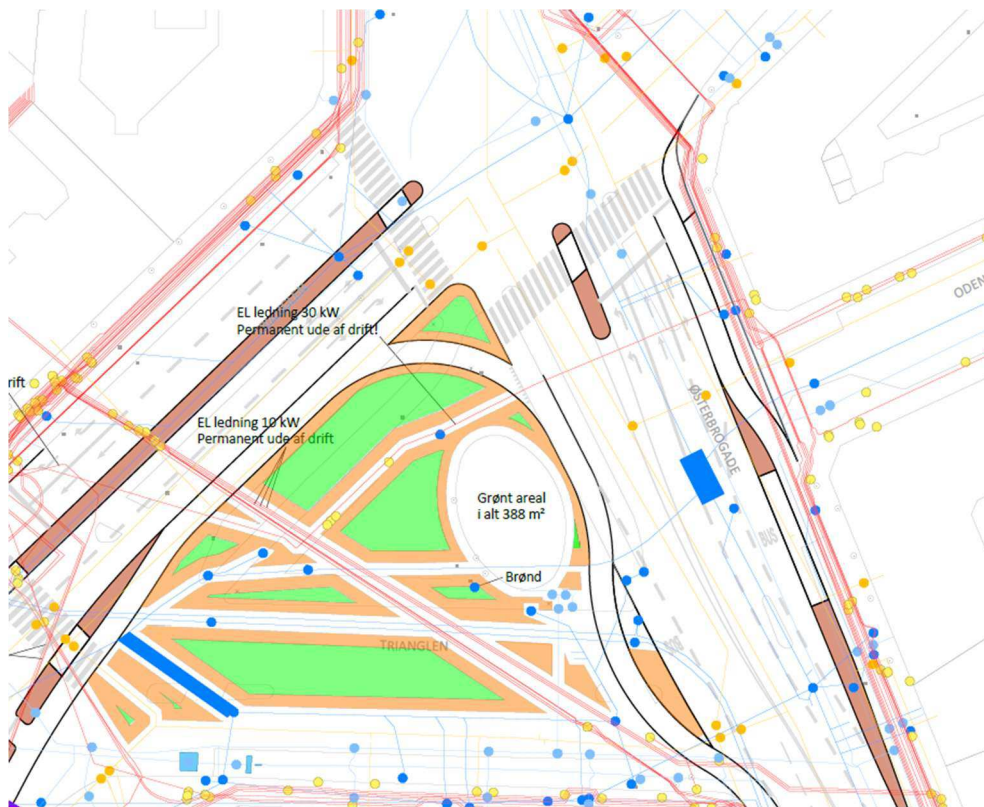 EL ledning 30 kW
Permanent ude af drift!
rift
EL ledning 10 kW
Permanent ude af drift
ODEN
ØSTERBROGADE
Grønt areal
i alt 388 m²
BUS
Brønd
TRIANGLEN
BUS